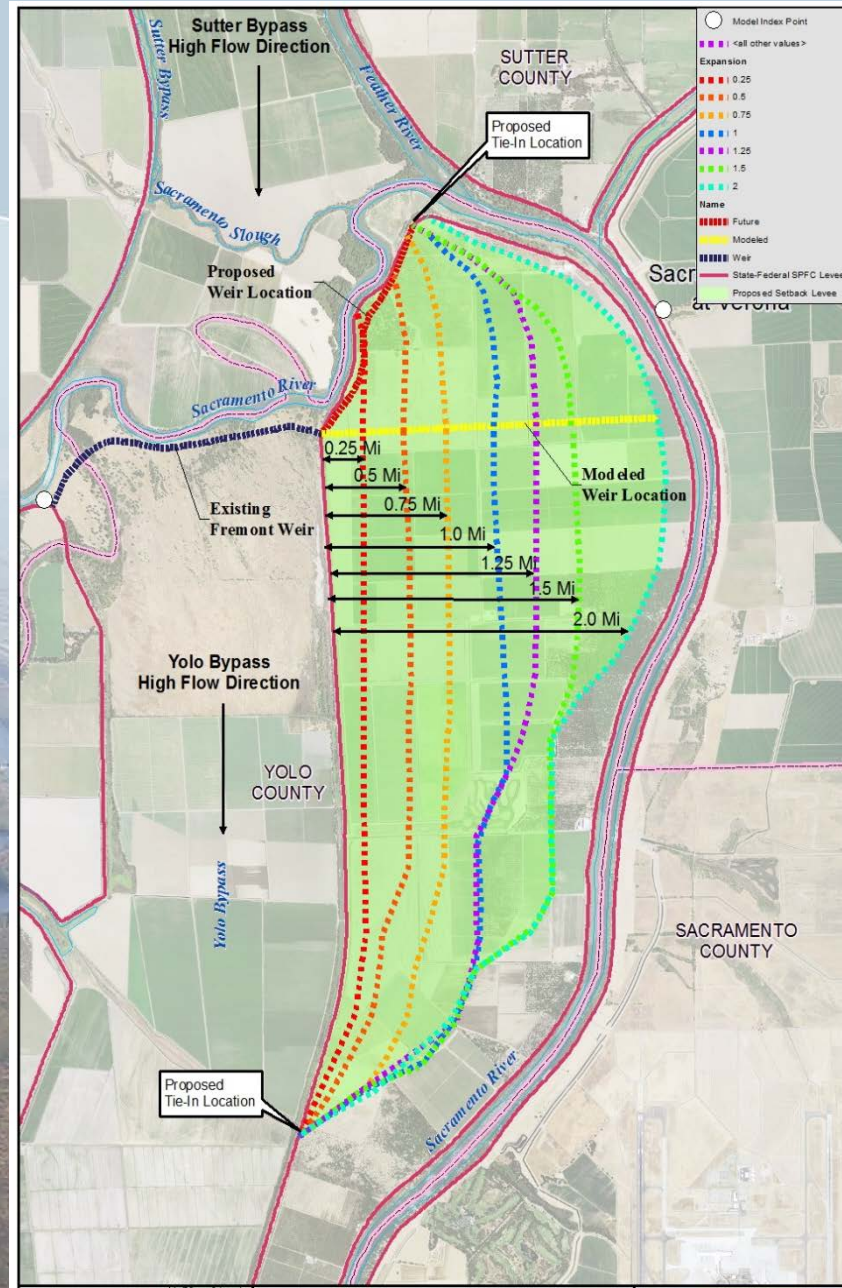 Sutter Bypass
High Flow Direction
Sutter Bypass
Feather River
SUTTER
COUNTY
Model Index Point
<all other values>
Expansion
0.25
0.5
0.75
1
1.25
1.5
2
Name
Future
Modeled
Weir
State-Federal SPFC Levee
Proposed Setback Levee
Proposed
Tie-In Location
Sacramento
Slough
Proposed
Weir Location
Sacr
at Verona
Sacramento River
0.25 Mi
0.5 Mi
0.75 Mi
1.0 Mi
1.25 Mi
1.5 Mi
2.0 Mi
Modeled
Weir Location
Existing
Fremont Weir
Yolo Bypass
High Flow Direction
YOLO
COUNTY
Yolo Bypass
SACRAMENTO
COUNTY
Proposed
Tie-In Location
Sacramento River